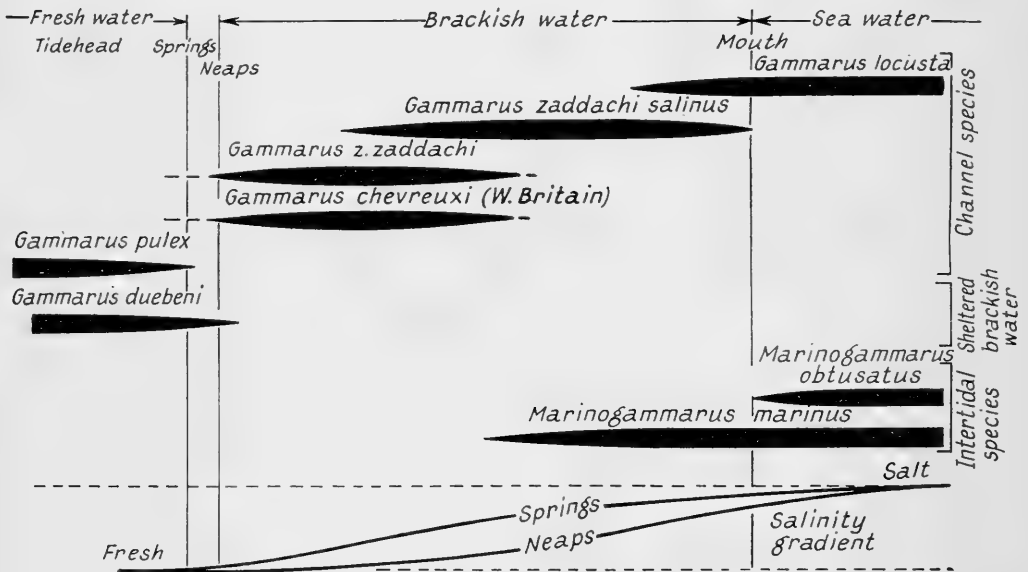 Fresh water
Brackish water
Sea water
Tidehead
Springs
Neaps
Mouth
Gammarus locusta
Gammarus zaddachi salinus
Gammarus z. zaddachi
Gammarus chevreuxi (W. Britain)
Gammarus pulex
Gammarus duebeni
Marinogammarus
obtusatus
Marinogammarus marinus
Channel species
Sheltered
brackish
water
Intertidal
species
Salt
Springs
Neaps
Fresh
Salinity
gradient